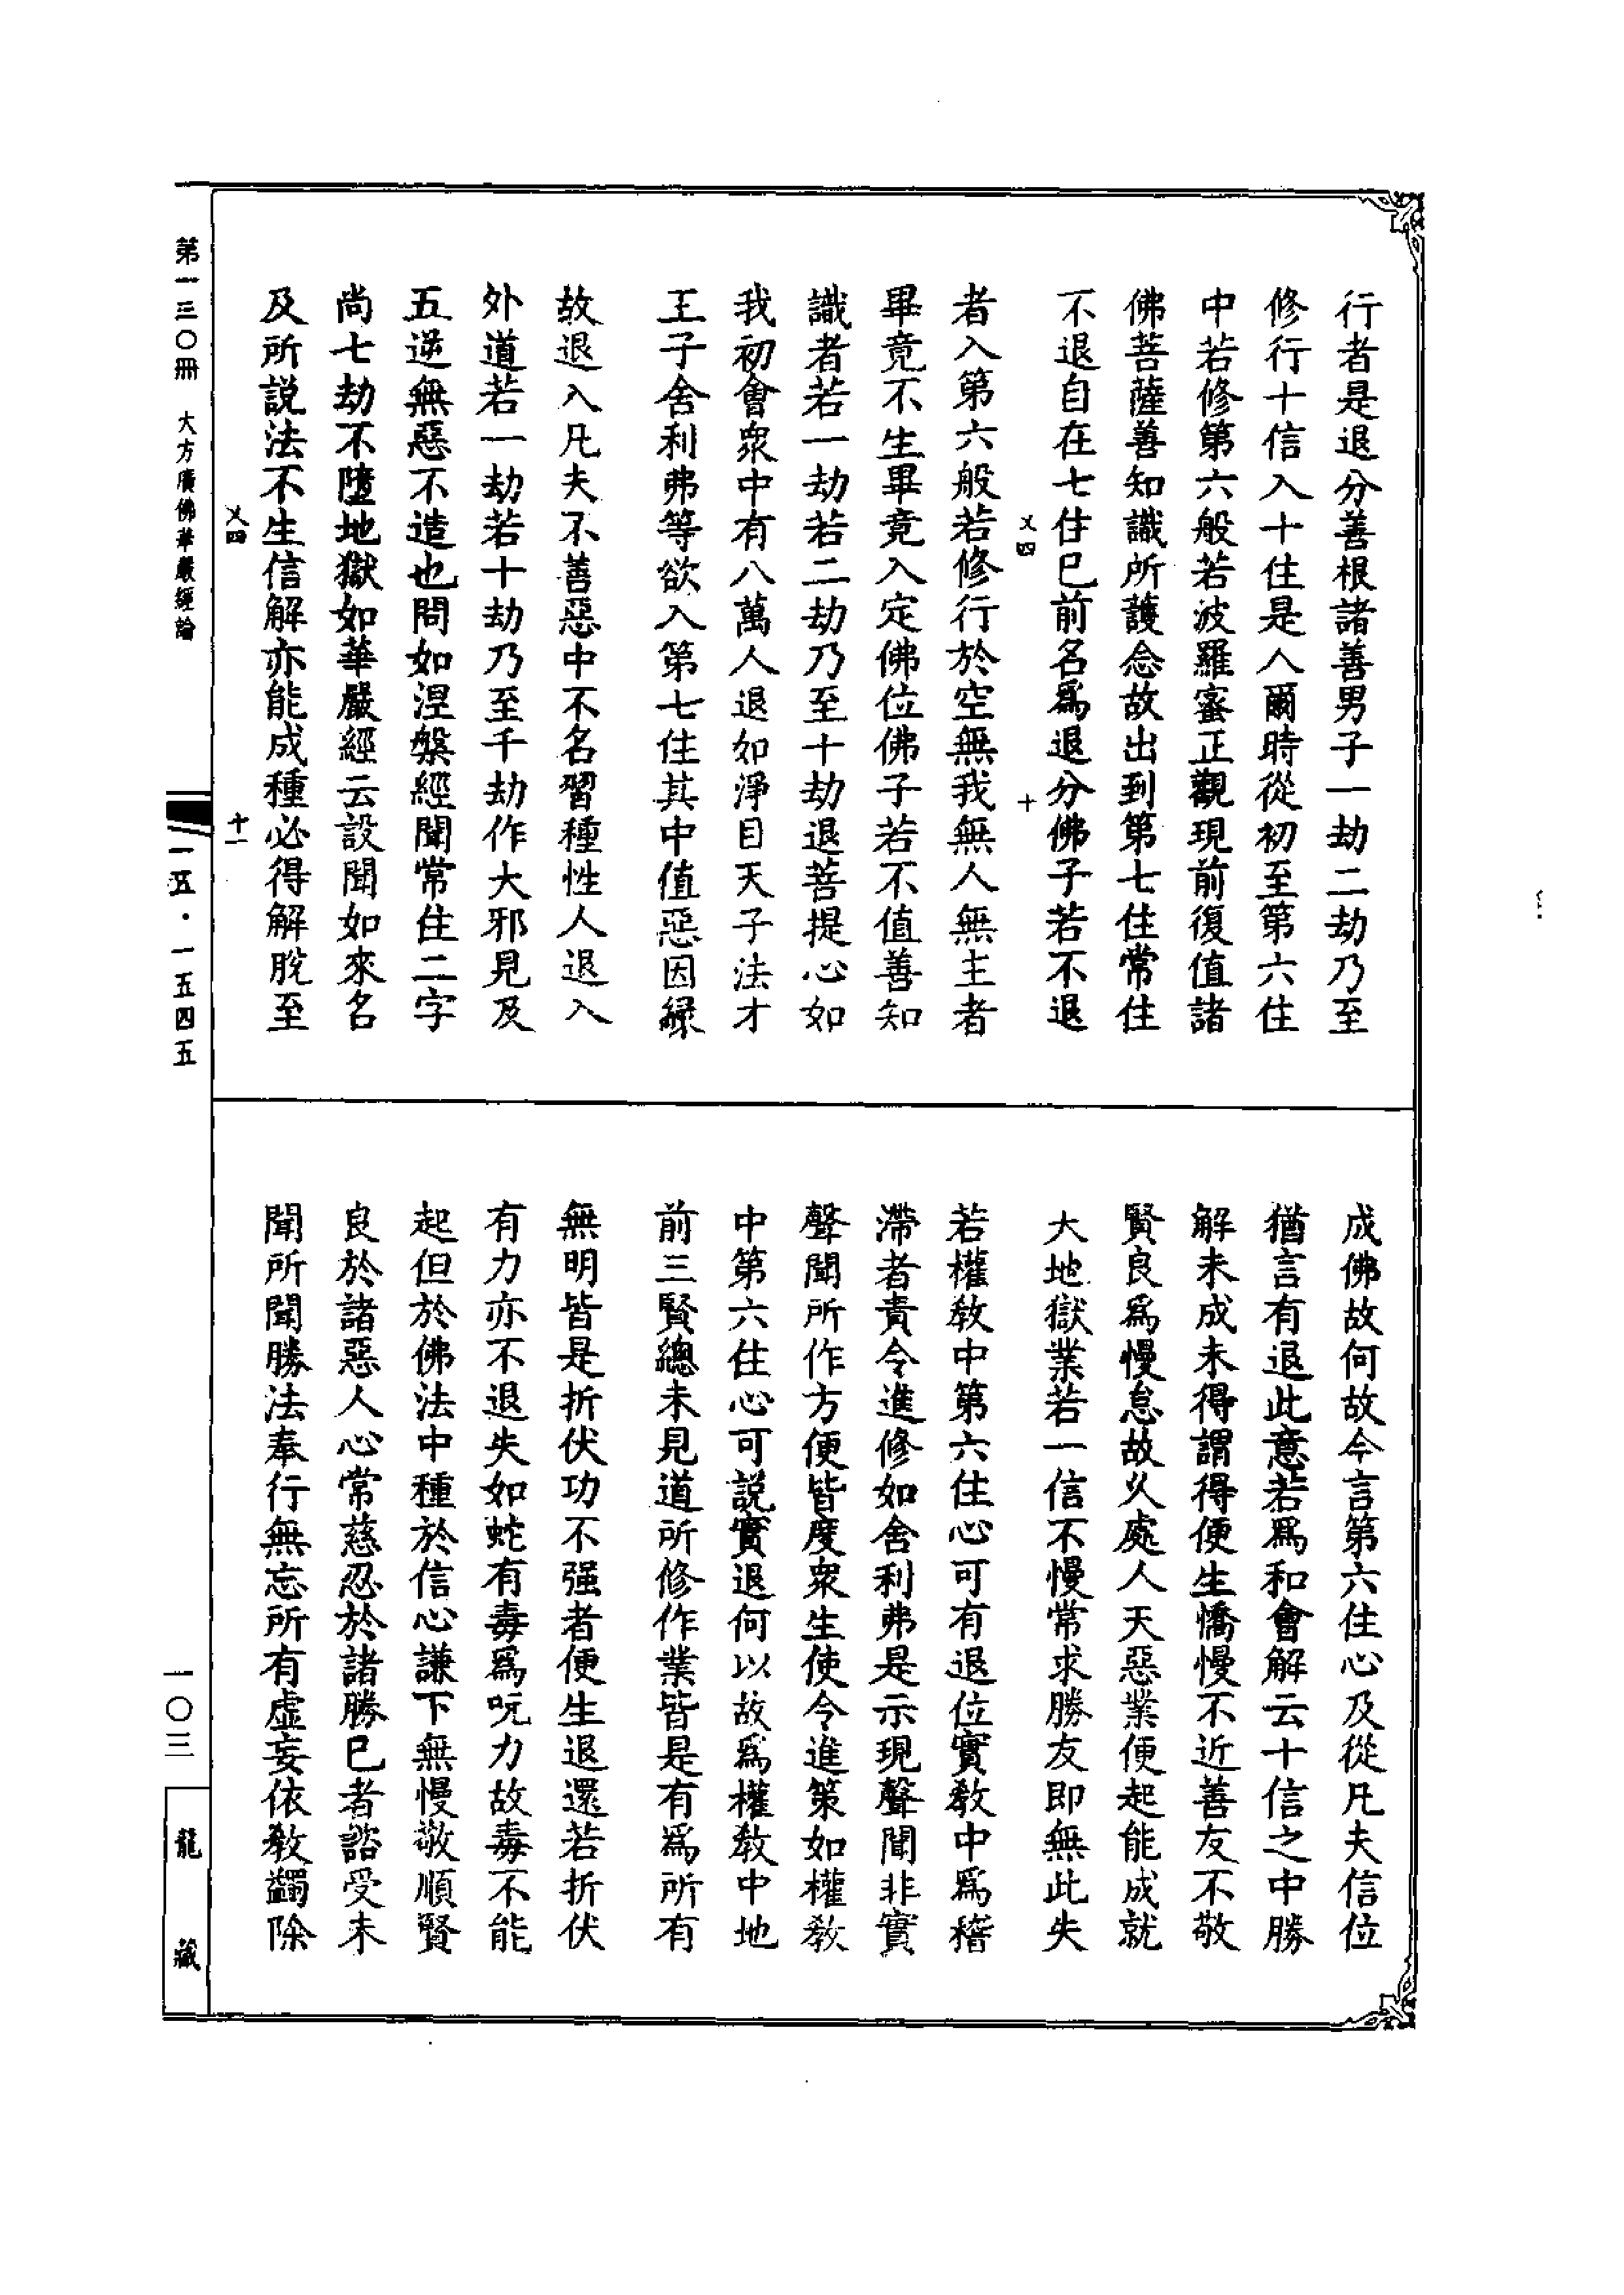 行者是退分善根諸善男子一劫二劫乃至
修行十信入十住是人爾時從初至第六住
中若修第六般若波羅蜜正觀現前復值諸
佛菩薩善知識所護念故出到第七住常住
不退自在七住巳前名爲退分佛子若不退
乂四 十
者入第六般若修行於空無我無人無主者
畢竟不生畢竟入定佛位佛子若不值善知
識者若一劫若二劫乃至十劫退菩提心如
我初會衆中有八萬人退如淨目天子法才
王子舍利弗等欲入第七住其中值惡因緣
故退入凡夫不善惡中不名習種性人退入
外道若一劫若十劫乃至千劫作大邪見及
五逆無惡不造也問如涅槃經聞常住二字
尚七劫不墮地獄如華嚴經云設聞如來名
及所説法不生信解亦能成種必得解脫至
乂四 十一
成佛故何故今言第六住心及從凡夫信位
猶言有退此意若爲和會解云十信之中勝
解未成未得謂得便生憍慢不近善友不敬
賢良爲慢怠故乆處人天惡業便起能成就
大地獄業若一信不慢常求勝友即無此失
若權敎中第六住心可有退位實敎中爲稽
滯者責令進修如舍利弗是示現聲聞非實
聲聞所作方便皆度衆生使令進策如權敎
中第六住心可説實退何以故爲權敎中地
前三賢總未見道所修作業皆是有爲所有
無明皆是折伏功不强者便生退還若折伏
有力亦不退失如蛇有毒爲呪力故毒不能
起但於佛法中種於信心謙下無慢敬順賢
良於諸惡人心常慈忍於諸勝巳者諮受未
聞所聞勝法奉行無忘所有虛妄依敎蠲除
第一三〇冊 大方廣佛華嚴經論
一五·一五四五
一〇三
龍藏